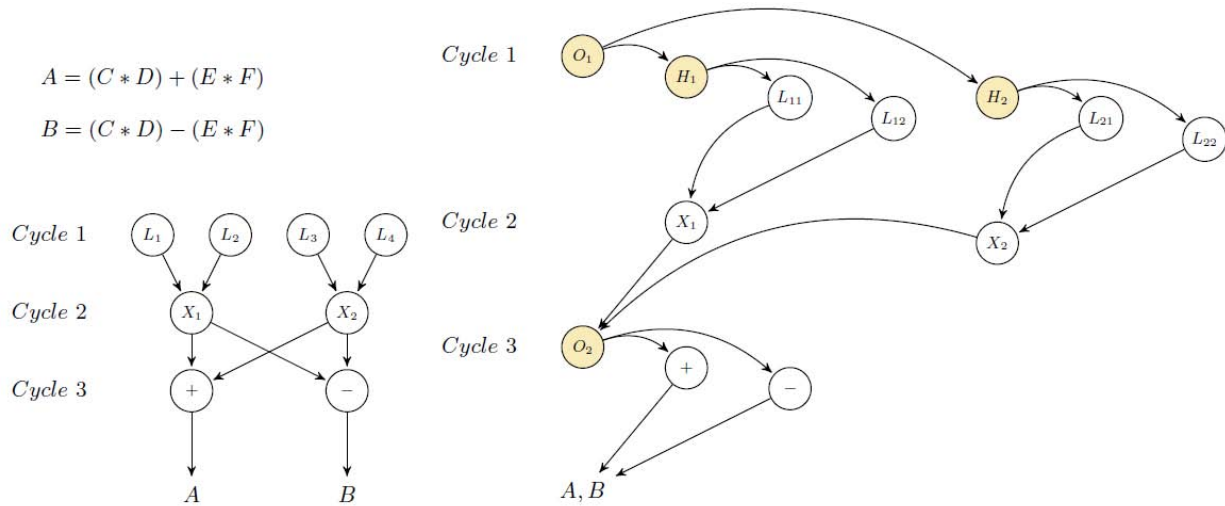 A = (C * D) + (E * F)
B = (C * D) − (E * F)
Cycle 1
L₁ L₂ L₃ L₄
Cycle 2
X₁ X₂
Cycle 3
+ −
A B
Cycle 1
O₁
H₁
H₂
L₁₁
L₂₁
L₁₂
L₂₂
Cycle 2
X₁
X₂
Cycle 3
O₂
+
−
A, B